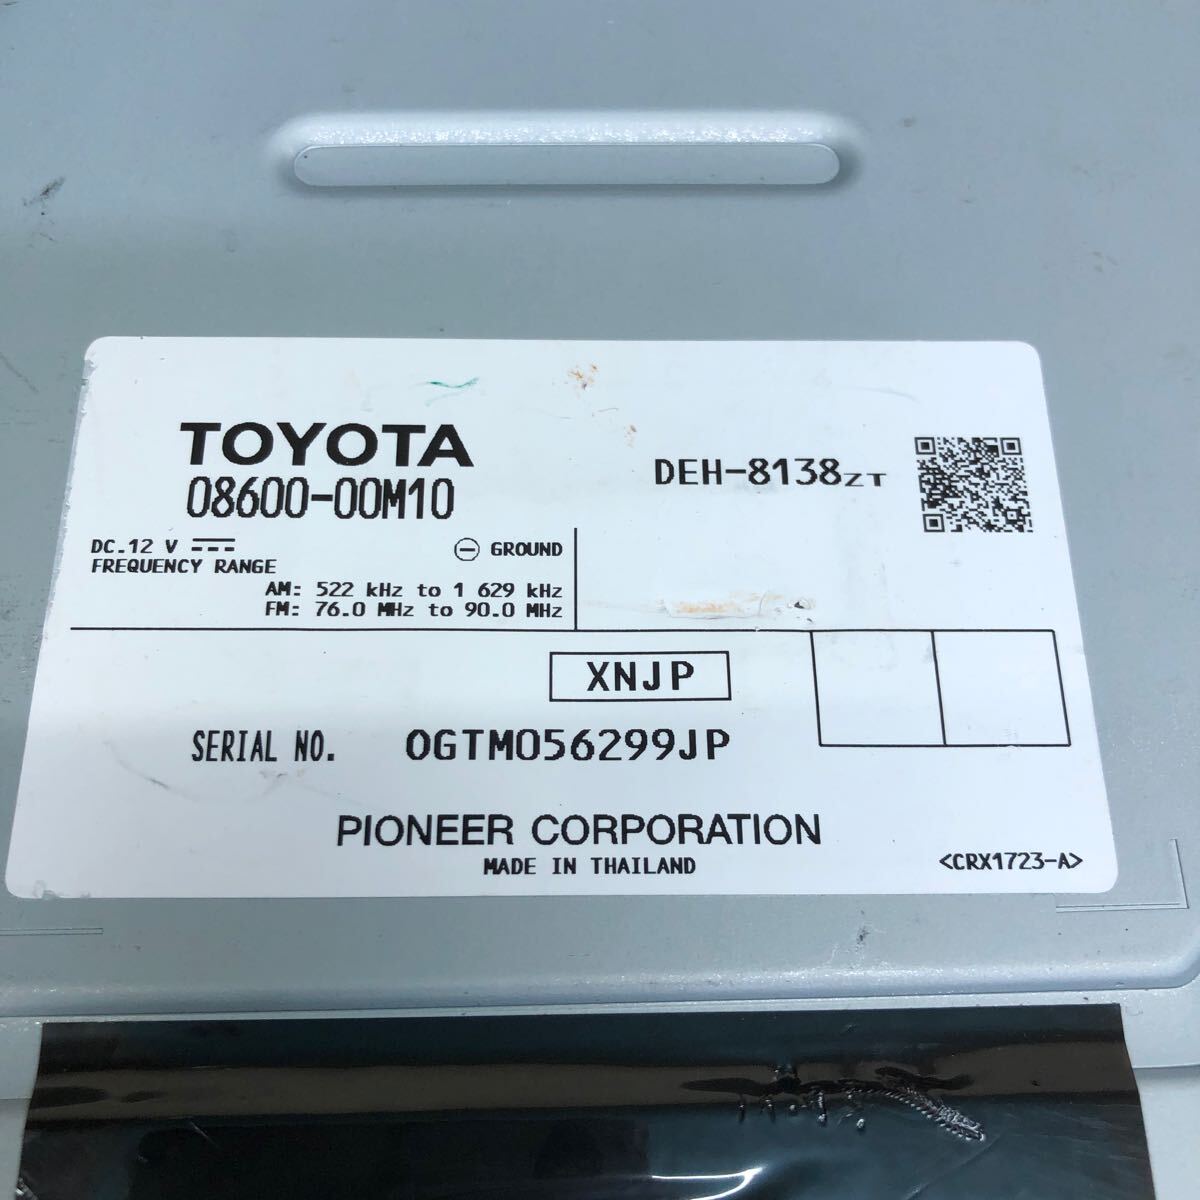 TOYOTA
08600-00M10
DEH-8138ZT
DC.12 V
GROUND
FREQUENCY RANGE
AM: 522 kHz to 1 629 kHz
FM: 76.0 MHz to 90.0 MHz
XNJP
SERIAL NO. OGTM056299JP
PIONEER CORPORATION
MADE IN THAILAND
<CRX1723-A>